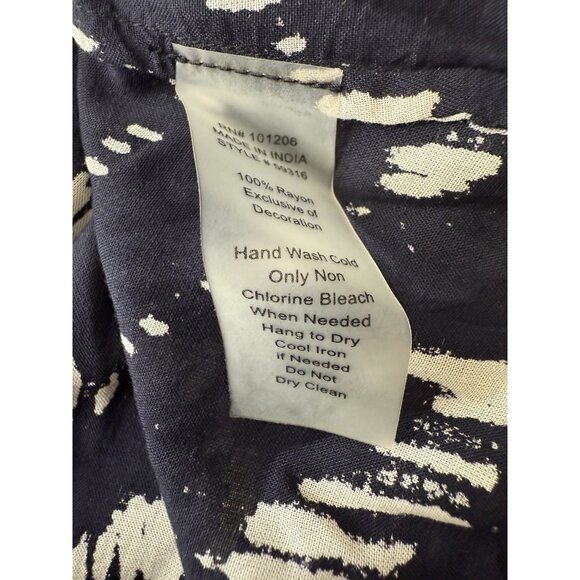 RN# 101206
MADE IN INDIA
STYLE # 59316
100% Rayon
Exclusive of
Decoration
Hand Wash Cold
Only Non
Chlorine Bleach
When Needed
Hang to Dry
Cool Iron
if Needed
Do Not
Dry Clean